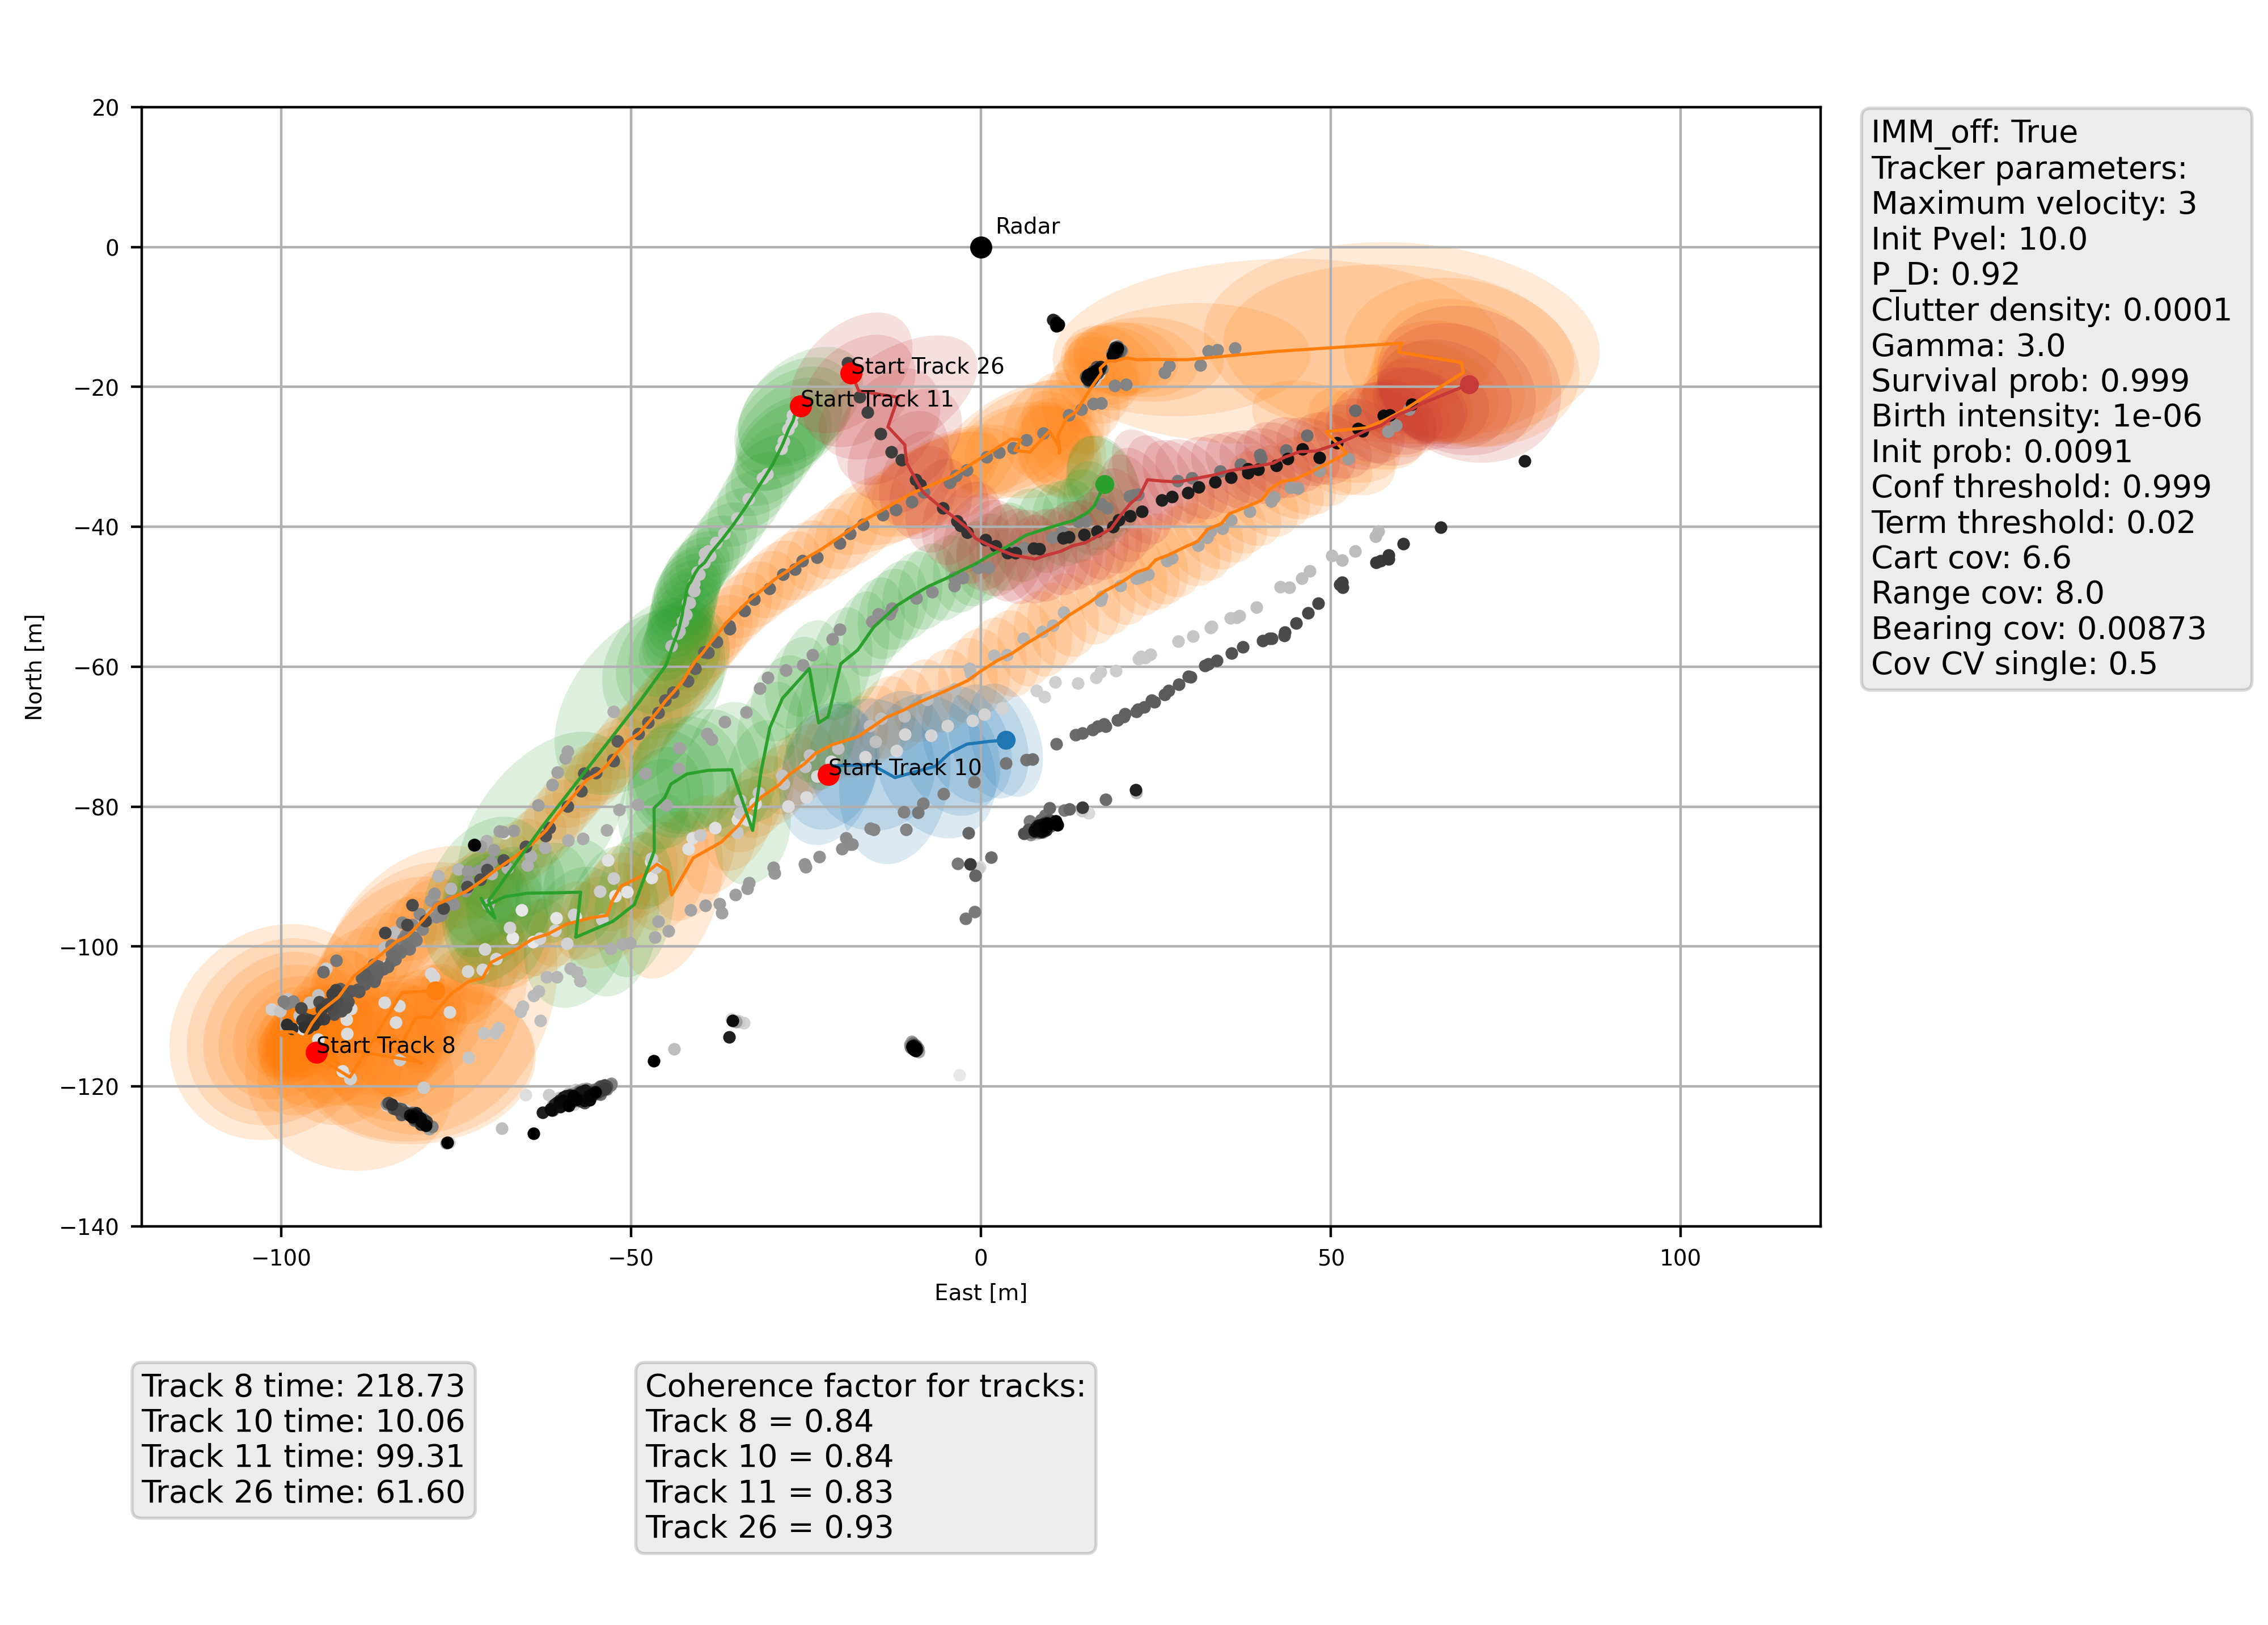 20
0
−20
−40
−60
−80
−100
−120
−140
North [m]
−100
−50
0
50
100
East [m]
Radar
Start Track 26
Start Track 11
Start Track 10
Start Track 8
IMM_off: True
Tracker parameters:
Maximum velocity: 3
Init Pvel: 10.0
P_D: 0.92
Clutter density: 0.0001
Gamma: 3.0
Survival prob: 0.999
Birth intensity: 1e-06
Init prob: 0.0091
Conf threshold: 0.999
Term threshold: 0.02
Cart cov: 6.6
Range cov: 8.0
Bearing cov: 0.00873
Cov CV single: 0.5
Track 8 time: 218.73
Track 10 time: 10.06
Track 11 time: 99.31
Track 26 time: 61.60
Coherence factor for tracks:
Track 8 = 0.84
Track 10 = 0.84
Track 11 = 0.83
Track 26 = 0.93